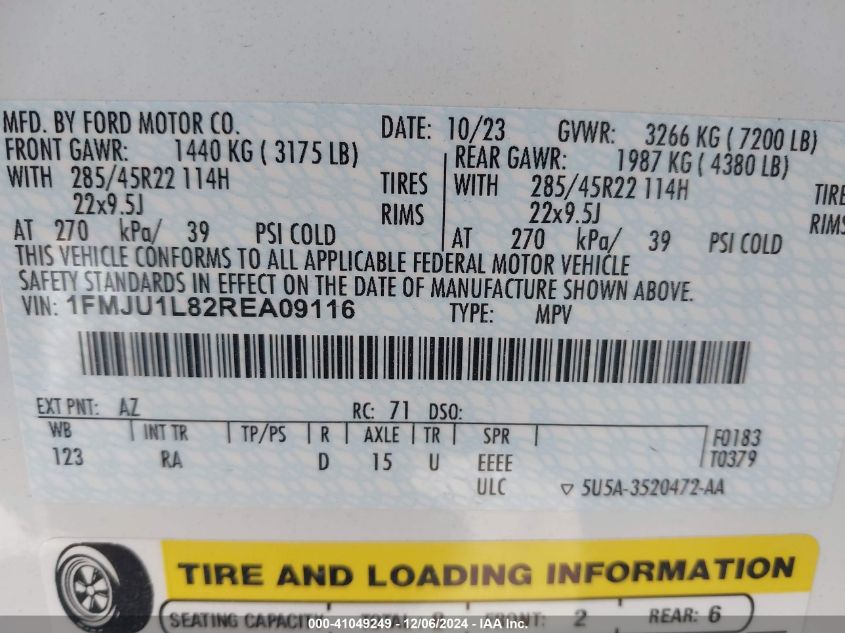 MFD. BY FORD MOTOR CO. DATE: 10/23 GVWR: 3266 KG ( 7200 LB)
FRONT GAWR: 1440 KG ( 3175 LB) REAR GAWR: 1987 KG ( 4380 LB)
WITH 285/45R22 114H TIRES WITH 285/45R22 114H TIRE
22x9.5J RIMS 22x9.5J RIMS
AT 270 kPa/ 39 PSI COLD AT 270 kPa/ 39 PSI COLD
THIS VEHICLE CONFORMS TO ALL APPLICABLE FEDERAL MOTOR VEHICLE
SAFETY STANDARDS IN EFFECT ON THE DATE OF MANUFACTURE SHOWN ABOVE.
VIN: 1FMJU1L82REA09116 TYPE: MPV
EXT PNT: AZ RC: 71 DSO:
WB INT TR TP/PS R AXLE TR SPR F0183
123 RA D 15 U EEEE T0379
ULC ▽ 5U5A-3520472-AA
TIRE AND LOADING INFORMATION
SEATING CAPACITY TOTAL 8 FRONT: 2 REAR: 6
000-41049249 - 12/06/2024 - IAA Inc.